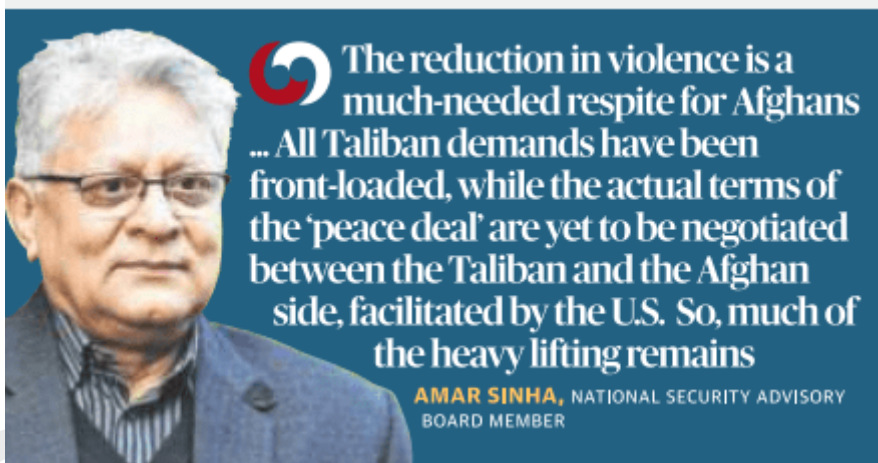 The reduction in violence is a
much-needed respite for Afghans
... All Taliban demands have been
front-loaded, while the actual terms of
the ‘peace deal’ are yet to be negotiated
between the Taliban and the Afghan
side, facilitated by the U.S. So, much of
the heavy lifting remains
AMAR SINHA, NATIONAL SECURITY ADVISORY
BOARD MEMBER